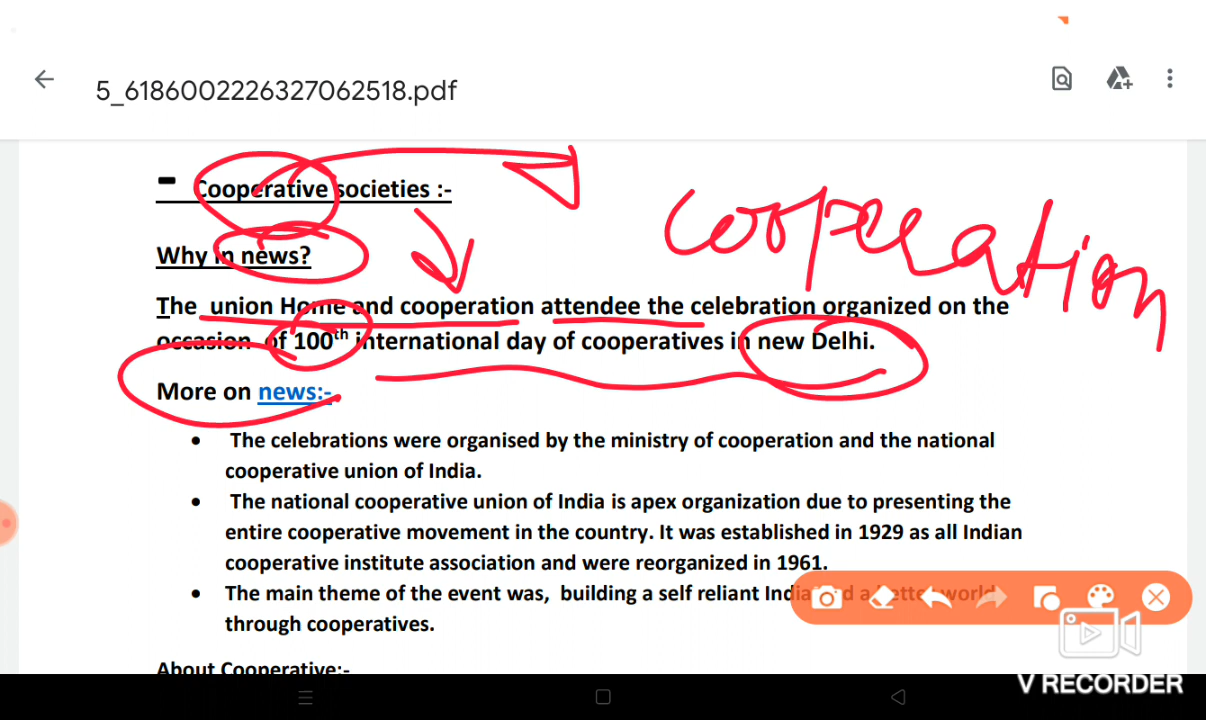 5_6186002226327062518.pdf
- Cooperative societies :-
cooperation
Why in news?
The union Home and cooperation attendee the celebration organized on the
occasion of 100th international day of cooperatives in new Delhi.
More on news:-
• The celebrations were organised by the ministry of cooperation and the national
cooperative union of India.
• The national cooperative union of India is apex organization due to presenting the
entire cooperative movement in the country. It was established in 1929 as all Indian
cooperative institute association and were reorganized in 1961.
• The main theme of the event was, building a self reliant India and a better world
through cooperatives.
About Cooperative:-
V RECORDER